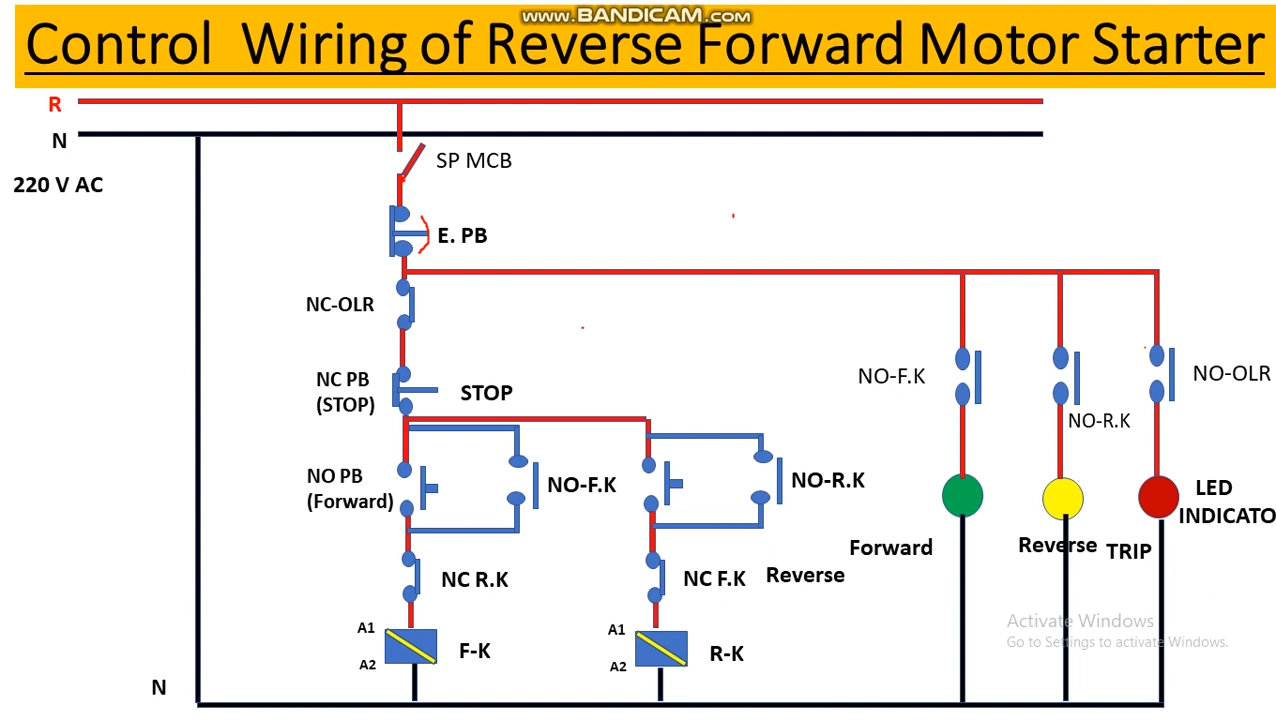 www.BANDICAM.com
Control Wiring of Reverse Forward Motor Starter
R
N
220 V AC
SP MCB
E. PB
NC-OLR
NC PB
(STOP)
STOP
NO-F.K
NO-R.K
NO-OLR
NO PB
(Forward)
NO-F.K
NO-R.K
LED
INDICATO
Forward
Reverse
TRIP
NC R.K
NC F.K
Reverse
A1
A2
F-K
A1
A2
R-K
Activate Windows
Go to Settings to activate Windows.
N